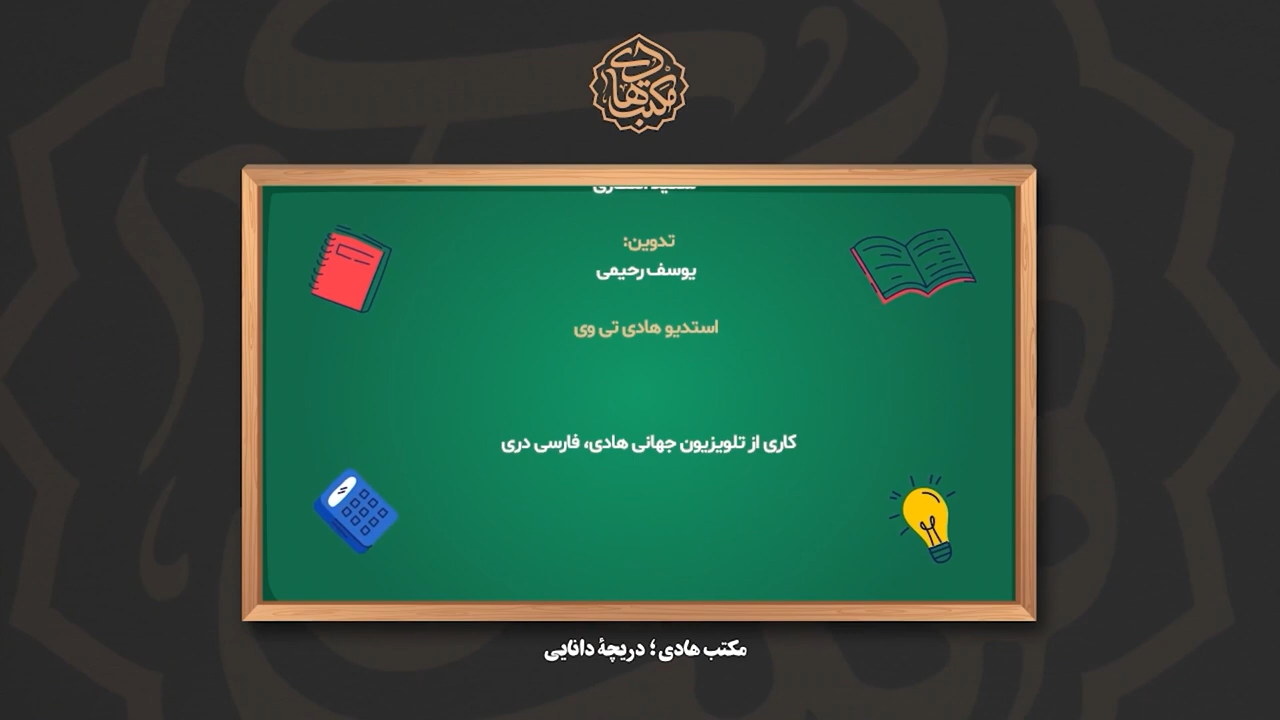 مکتب هادی
تدوین:
یوسف رحیمی
استدیو هادی تی وی
کاری از تلویزیون جهانی هادی، فارسی دری
مکتب هادی؛ دریچهٔ دانایی